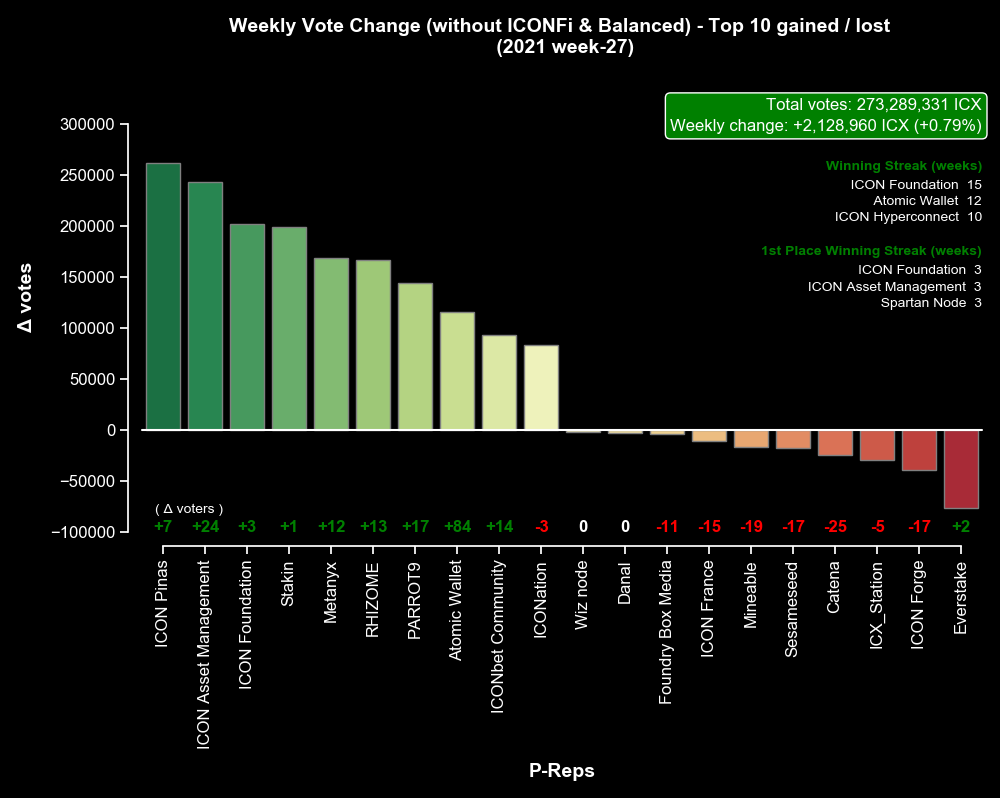 Weekly Vote Change (without ICONFi & Balanced) - Top 10 gained / lost
(2021 week-27)
Total votes: 273,289,331 ICX
Weekly change: +2,128,960 ICX (+0.79%)
Winning Streak (weeks)
ICON Foundation 15
Atomic Wallet 12
ICON Hyperconnect 10
1st Place Winning Streak (weeks)
ICON Foundation 3
ICON Asset Management 3
Spartan Node 3
Δ votes
300000
250000
200000
150000
100000
50000
0
−50000
−100000
( Δ voters )
+7 +24 +3 +1 +12 +13 +17 +84 +14 -3 0 0 -11 -15 -19 -17 -25 -5 -17 +2
ICON Pinas
ICON Asset Management
ICON Foundation
Stakin
Metanyx
RHIZOME
PARROT9
Atomic Wallet
ICONbet Community
ICONation
Wiz node
Danal
Foundry Box Media
ICON France
Mineable
Sesameseed
Catena
ICX_Station
ICON Forge
Everstake
P-Reps